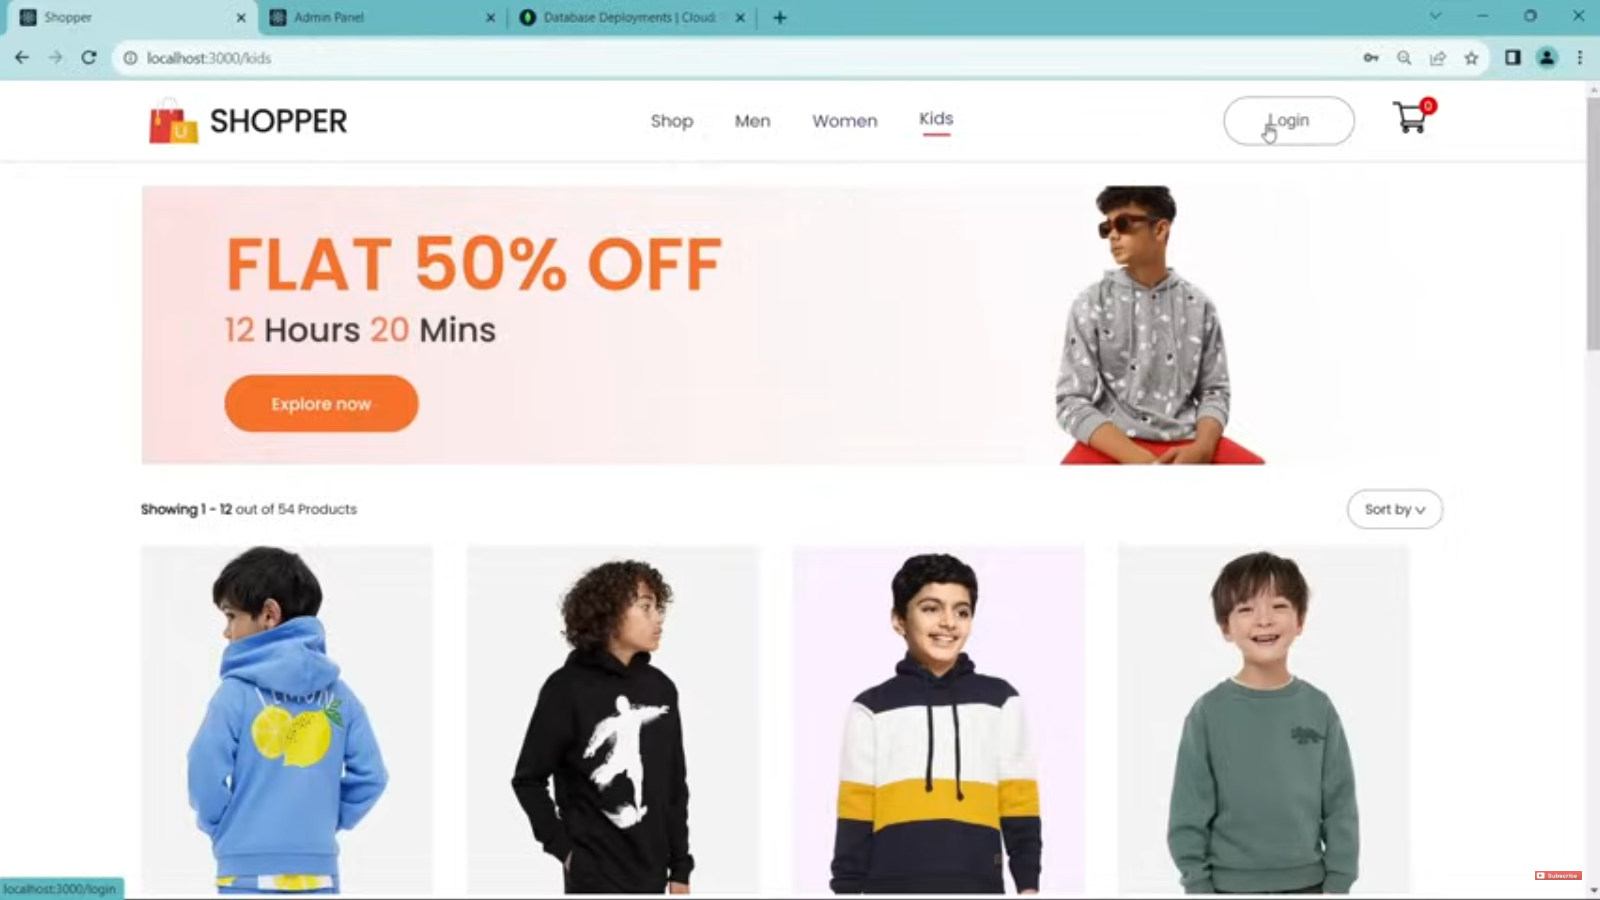 Shopper
Admin Panel
Database Deployments | Cloud:
localhost:3000/kids
SHOPPER
Shop
Men
Women
Kids
Login
0
FLAT 50% OFF
12 Hours 20 Mins
Explore now
Showing 1 - 12 out of 54 Products
Sort by
localhost:3000/login
Subscribe